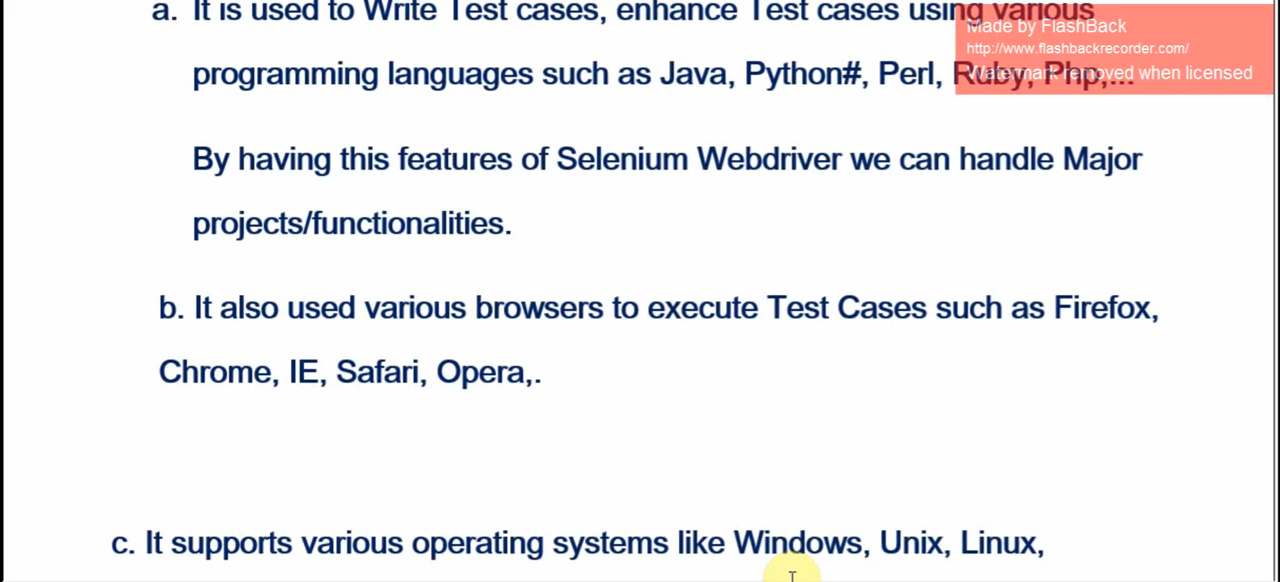 a. It is used to Write Test cases, enhance Test cases using various
programming languages such as Java, Python#, Perl, Ruby, Php,...
By having this features of Selenium Webdriver we can handle Major
projects/functionalities.
b. It also used various browsers to execute Test Cases such as Firefox,
Chrome, IE, Safari, Opera,.
c. It supports various operating systems like Windows, Unix, Linux,
Made by FlashBack
http://www.flashbackrecorder.com/
Watermark removed when licensed